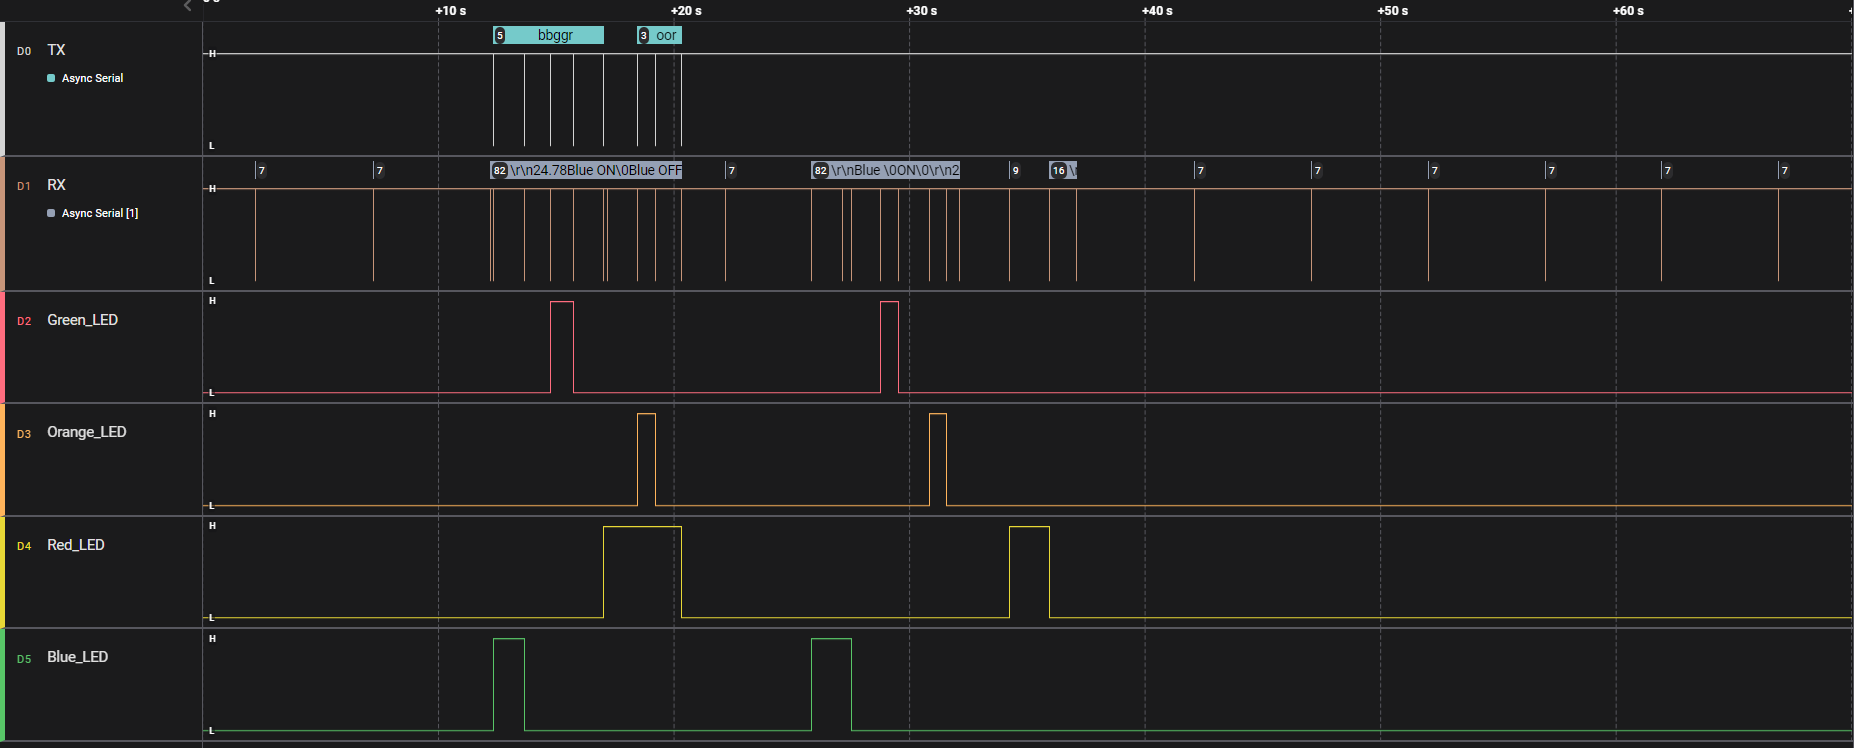 +10 s +20 s +30 s +40 s +50 s +60 s
5 bbggr 3 oor
D0 TX
H
Async Serial
L
7 7 82 \r\n24.78Blue ON\0Blue OFF 7 82 \r\nBlue \0ON\0\r\n2 9 16 7 7 7 7 7 7
D1 RX
H
Async Serial [1]
L
H
D2 Green_LED
L
H
D3 Orange_LED
L
H
D4 Red_LED
L
H
D5 Blue_LED
L